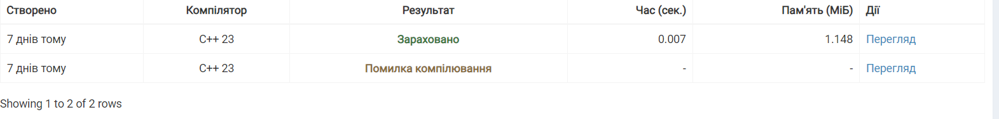 Створено Компілятор Результат Час (сек.) Пам'ять (МіБ) Дії
7 днів тому C++ 23 Зараховано 0.007 1.148 Перегляд
7 днів тому C++ 23 Помилка компілювання - - Перегляд
Showing 1 to 2 of 2 rows